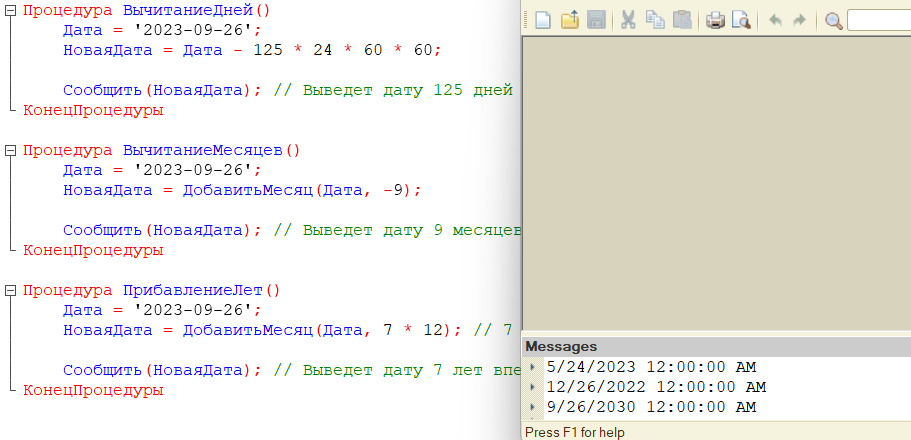 Процедура ВычитаниеДней()
Дата = '2023-09-26';
НоваяДата = Дата - 125 * 24 * 60 * 60;
Сообщить(НоваяДата); // Выведет дату 125 дней
КонецПроцедуры
Процедура ВычитаниеМесяцев()
Дата = '2023-09-26';
НоваяДата = ДобавитьМесяц(Дата, -9);
Сообщить(НоваяДата); // Выведет дату 9 месяцев
КонецПроцедуры
Процедура ПрибавлениеЛет()
Дата = '2023-09-26';
НоваяДата = ДобавитьМесяц(Дата, 7 * 12); // 7
Сообщить(НоваяДата); // Выведет дату 7 лет впе
КонецПроцедуры
Messages
5/24/2023 12:00:00 AM
12/26/2022 12:00:00 AM
9/26/2030 12:00:00 AM
Press F1 for help